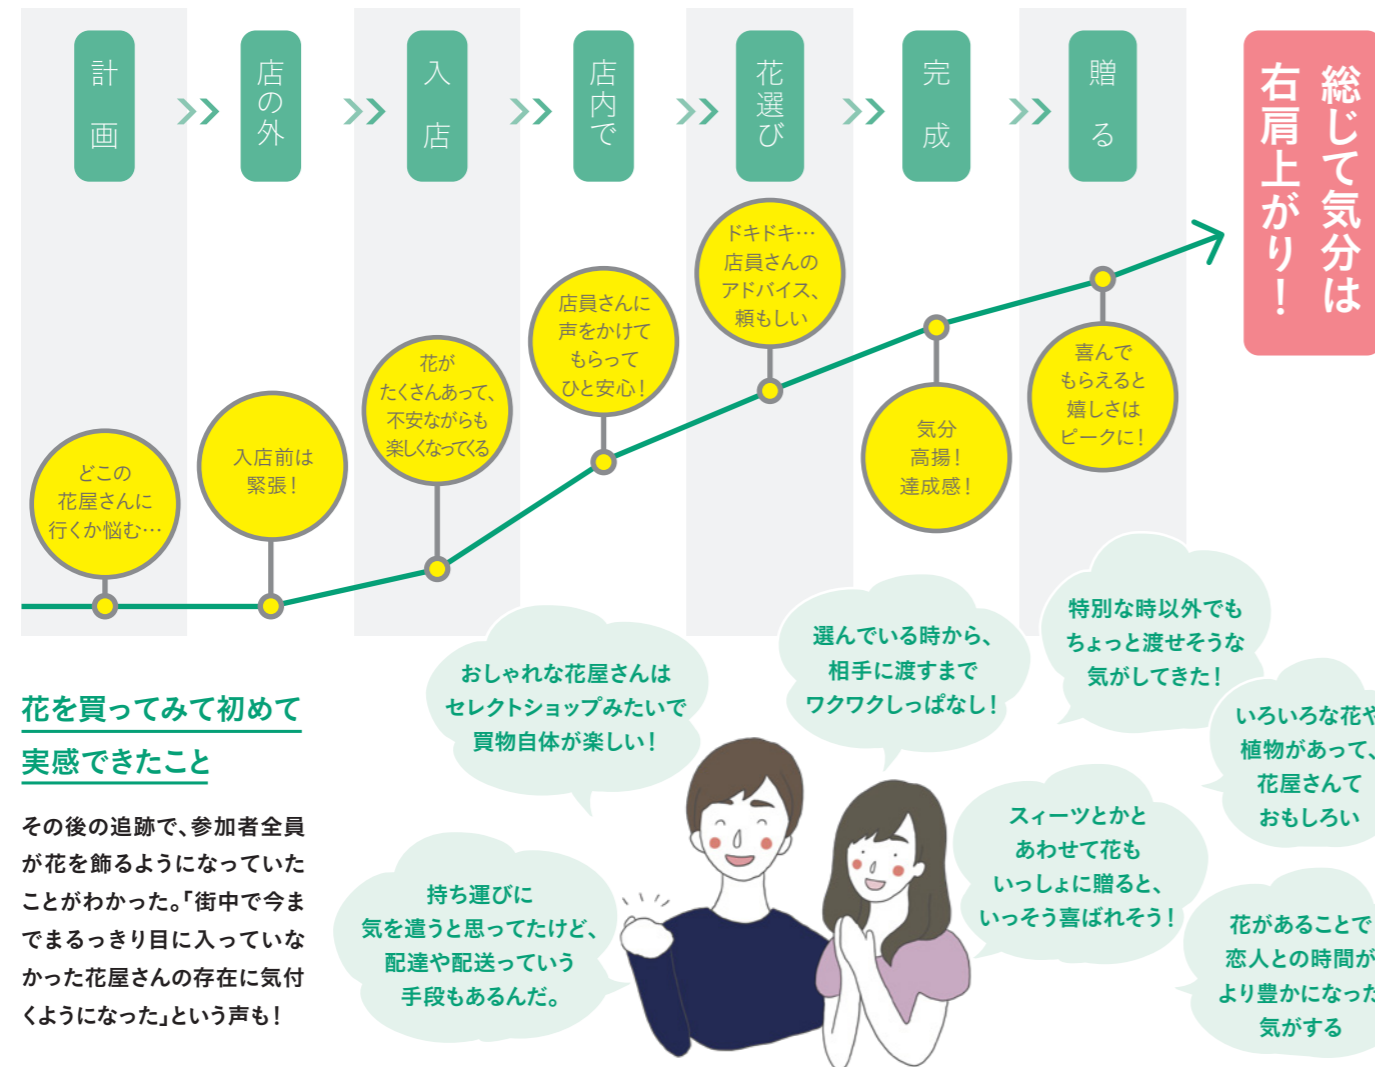 計画
店の外
入店
店内で
花選び
完成
贈る
総じて気分は
右肩上がり！
どこの
花屋さんに
行くか悩む…
入店前は
緊張！
花が
たくさんあって、
不安ながらも
楽しくなってくる
店員さんに
声をかけて
もらって
ひと安心！
ドキドキ…
店員さんの
アドバイス、
頼もしい
気分
高揚！
達成感！
喜んで
もらえると
嬉しさは
ピークに！
花を買ってみて初めて
実感できたこと
その後の追跡で、参加者全員
が花を飾るようになっていた
ことがわかった。「街中で今ま
でまるっきり目に入っていな
かった花屋さんの存在に気付
くようになった」という声も！
おしゃれな花屋さんは
セレクトショップみたいで
買物自体が楽しい！
選んでいる時から、
相手に渡すまで
ワクワクしっぱなし！
特別な時以外でも
ちょっと渡せそうな
気がしてきた！
いろいろな花や
植物があって、
花屋さんて
おもしろい
持ち運びに
気を遣うと思ってたけど、
配達や配送っていう
手段もあるんだ。
スィーツとかと
あわせて花も
いっしょに贈ると、
いっそう喜ばれそう！
花があることで
恋人との時間が
より豊かになった
気がする